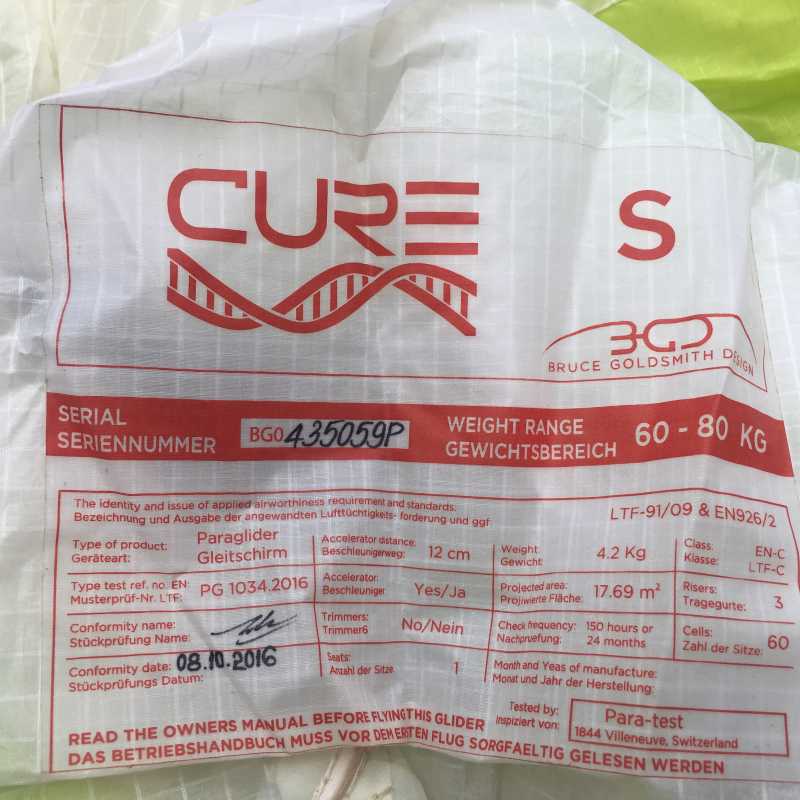 CURE
S
BGD
BRUCE GOLDSMITH DESIGN
SERIAL
SERIENNUMMER
BG0435059P
WEIGHT RANGE
GEWICHTSBEREICH
60 - 80 KG
The identity and issue of applied airworthiness requirement and standards:
Bezeichnung und Ausgabe der angewandten Lufttüchtigkeits- forderung und ggf
LTF-91/09 & EN926/2
Type of product:
Geräteart:
Paraglider
Gleitschirm
Accelerator distance:
Beschleunigerweg:
12 cm
Weight
Gewicht
4.2 Kg
Class:
Klasse:
EN-C
LTF-C
Type test ref. no EN:
Musterprüf-Nr. LTF:
PG 1034.2016
Accelerator:
Beschleuniger
Yes/Ja
Projected area:
Projiwierte Fläche:
17.69 m²
Risers:
Tragegurte:
3
Conformity name:
Stückprüfung Name:
Trimmers:
Trimmer6
No/Nein
Check frequency:
Nachpruefung:
150 hours or
24 months
Cells:
Zahl der Sitze:
60
Conformity date:
Stückprüfungs Datum:
08.10.2016
Seats:
Anzahl der Sitze
1
Month and Yeas of manufacture:
Monat und Jahr der Herstellung:
Tested by:
Inspiziert von:
Para-test
1844 Villeneuve, Switzerland
READ THE OWNERS MANUAL BEFORE FLYING THIS GLIDER
DAS BETRIEBSHANDBUCH MUSS VOR DEM ERSTEN FLUG SORGFAELTIG GELESEN WERDEN